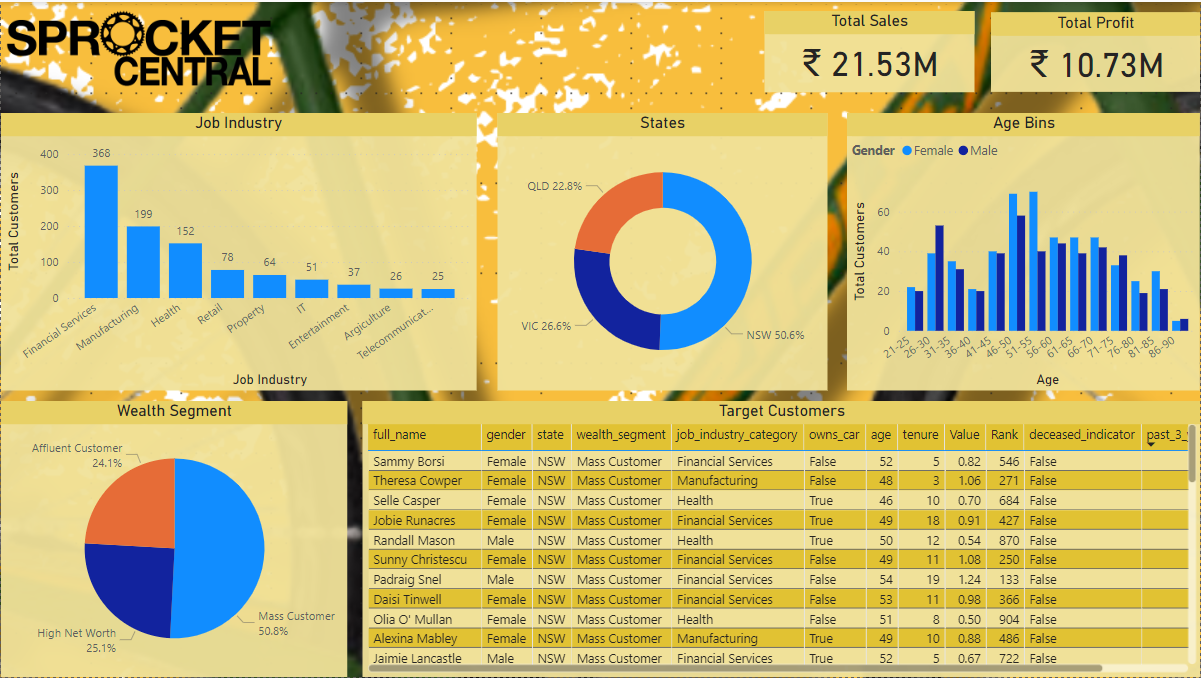 SPROCKET
CENTRAL
Total Sales
₹ 21.53M
Total Profit
₹ 10.73M
Job Industry
Total Customers
400
300
200
100
0
368
199
152
78
64
51
37
26
25
Financial Services
Manufacturing
Health
Retail
Property
IT
Entertainment
Argiculture
Telecommunicat...
Job Industry
States
QLD 22.8%
VIC 26.6%
NSW 50.6%
Age Bins
Gender Female Male
Total Customers
60
40
20
0
21-25
26-30
31-35
36-40
41-45
46-50
51-55
56-60
61-65
66-70
71-75
76-80
81-85
86-90
Age
Wealth Segment
Affluent Customer
24.1%
High Net Worth
25.1%
Mass Customer
50.8%
Target Customers
full_name gender state wealth_segment job_industry_category owns_car age tenure Value Rank deceased_indicator past_3_
Sammy Borsi Female NSW Mass Customer Financial Services False 52 5 0.82 546 False
Theresa Cowper Female NSW Mass Customer Manufacturing False 48 3 1.06 271 False
Selle Casper Female NSW Mass Customer Health True 46 10 0.70 684 False
Jobie Runacres Female NSW Mass Customer Financial Services True 49 18 0.91 427 False
Randall Mason Male NSW Mass Customer Health True 50 12 0.54 870 False
Sunny Christescu Female NSW Mass Customer Financial Services False 49 11 1.08 250 False
Padraig Snel Male NSW Mass Customer Financial Services False 54 19 1.24 133 False
Daisi Tinwell Female NSW Mass Customer Financial Services False 53 11 0.98 366 False
Olia O' Mullan Female NSW Mass Customer Health False 51 8 0.50 904 False
Alexina Mabley Female NSW Mass Customer Manufacturing True 49 10 0.88 486 False
Jaimie Lancastle Male NSW Mass Customer Financial Services True 52 5 0.67 722 False